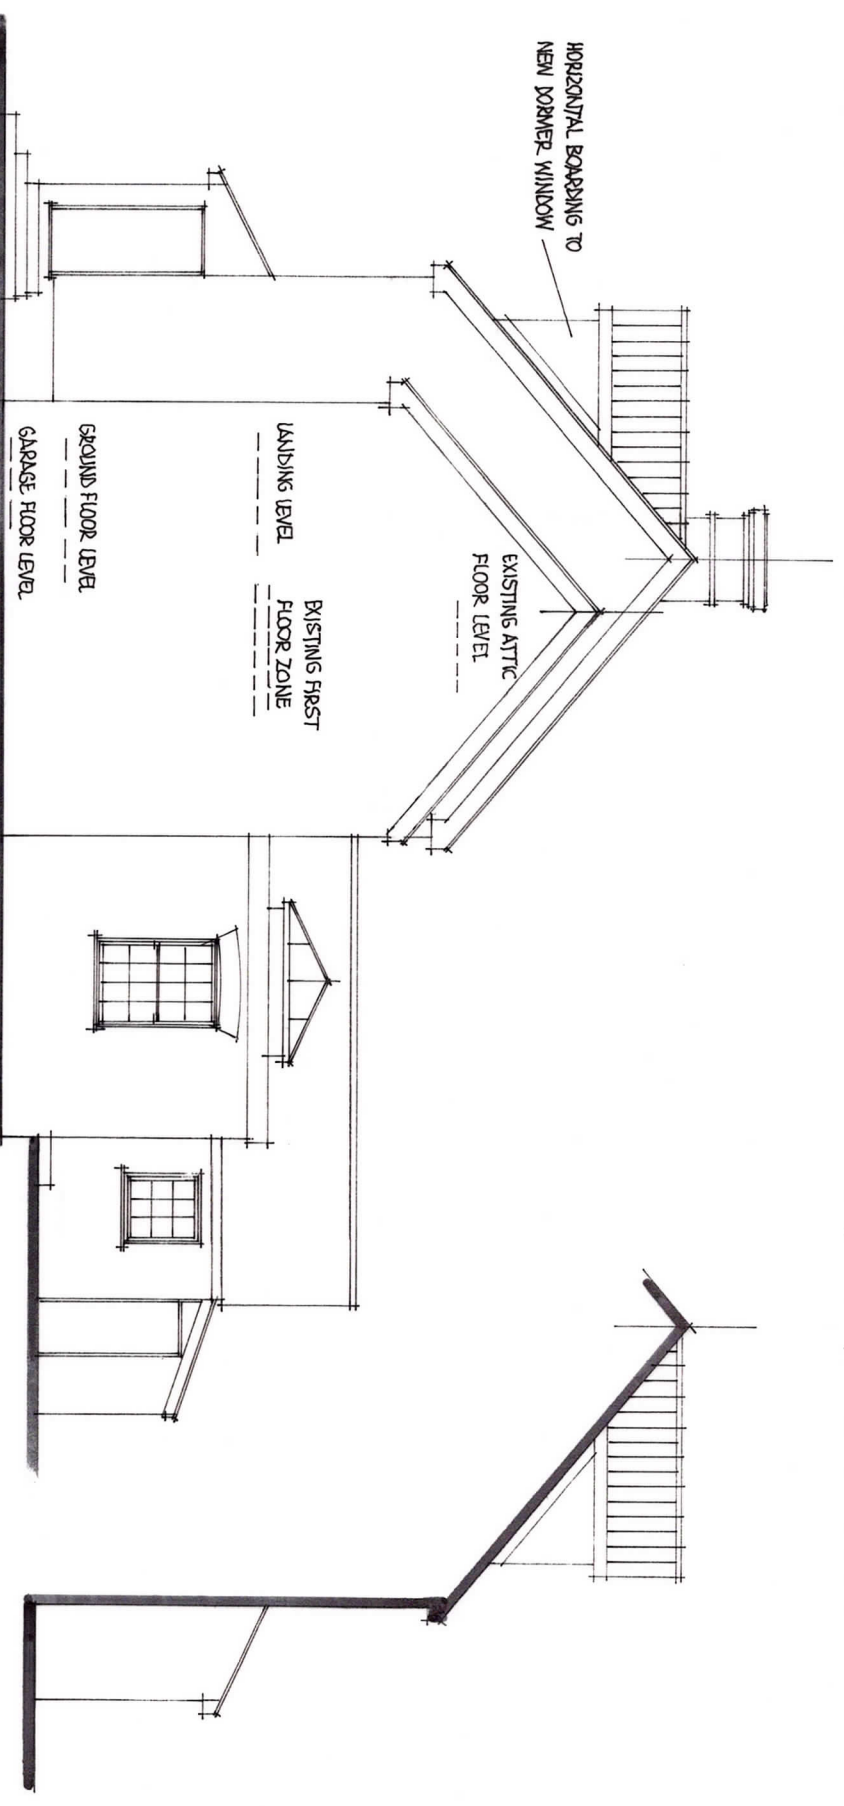 HORIZONTAL BOARDING TO
NEW DORMER WINDOW
EXISTING ATTIC
FLOOR LEVEL
EXISTING FIRST
FLOOR ZONE
LANDING LEVEL
GROUND FLOOR LEVEL
GARAGE FLOOR LEVEL